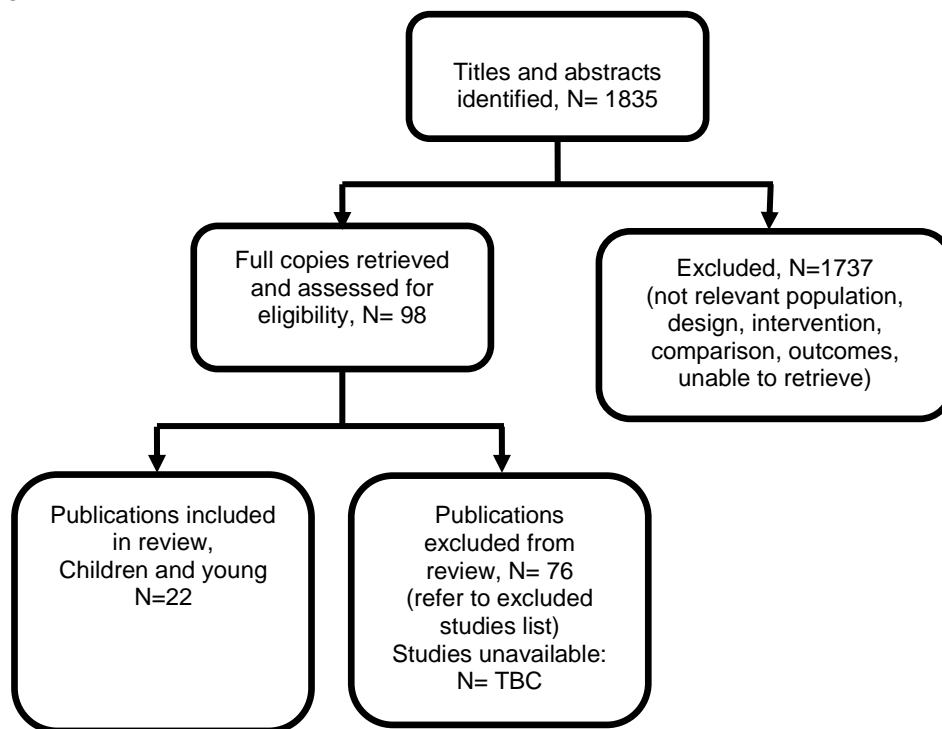 Titles and abstracts
identified, N= 1835
Full copies retrieved
and assessed for
eligibility, N= 98
Excluded, N=1737
(not relevant population,
design, intervention,
comparison, outcomes,
unable to retrieve)
Publications included
in review,
Children and young
N=22
Publications
excluded from
review, N= 76
(refer to excluded
studies list)
Studies unavailable:
N= TBC